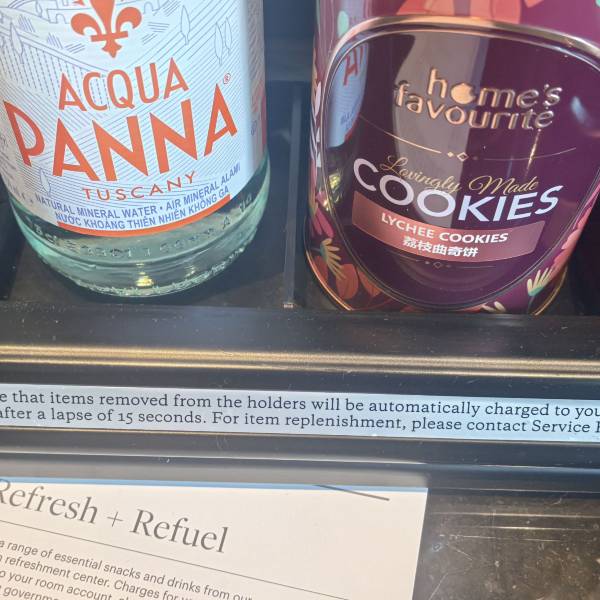 ACQUA
PANNA®
TUSCANY
NATURAL MINERAL WATER • AIR MINERAL ALAMI
NƯỚC KHOÁNG THIÊN NHIÊN KHÔNG GA
home's
favourite
Lovingly Made
COOKIES
LYCHEE COOKIES
荔枝曲奇饼
that items removed from the holders will be automatically charged to you
after a lapse of 15 seconds. For item replenishment, please contact Service
Refresh + Refuel
a range of essential snacks and drinks from our
refreshment center. Charges for
your room account